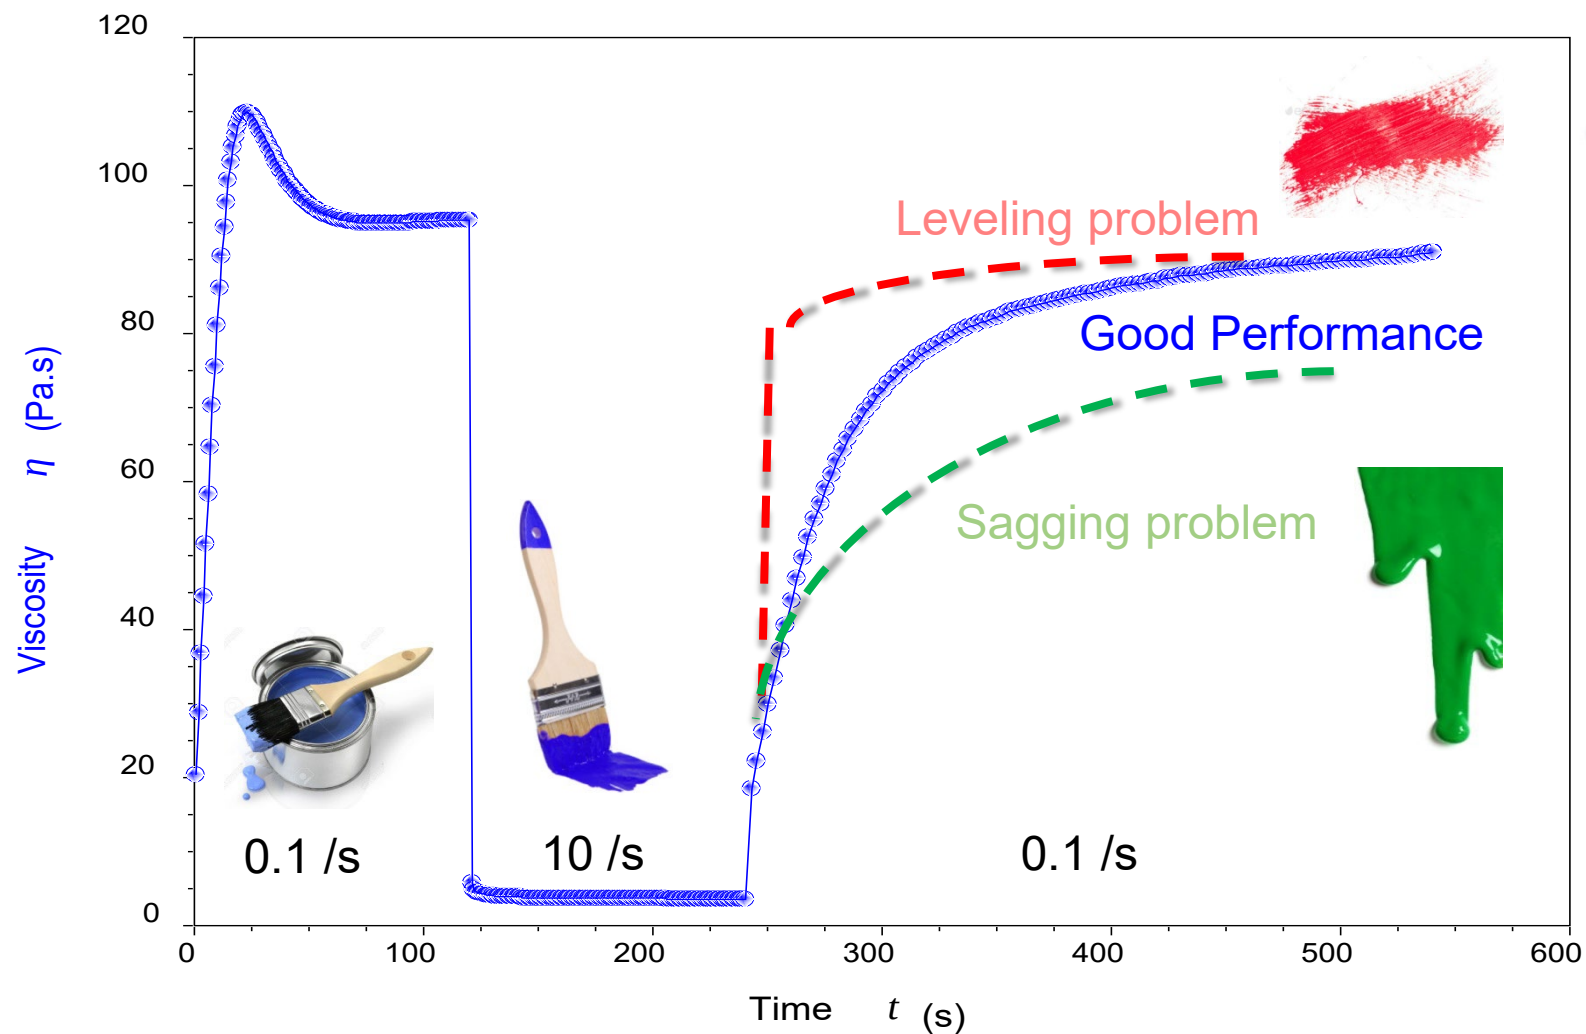 120
100
80
60
40
20
0
Viscosity η (Pa.s)
Leveling problem
Good Performance
Sagging problem
0.1 /s
10 /s
0.1 /s
0
100
200
300
400
500
600
Time t (s)